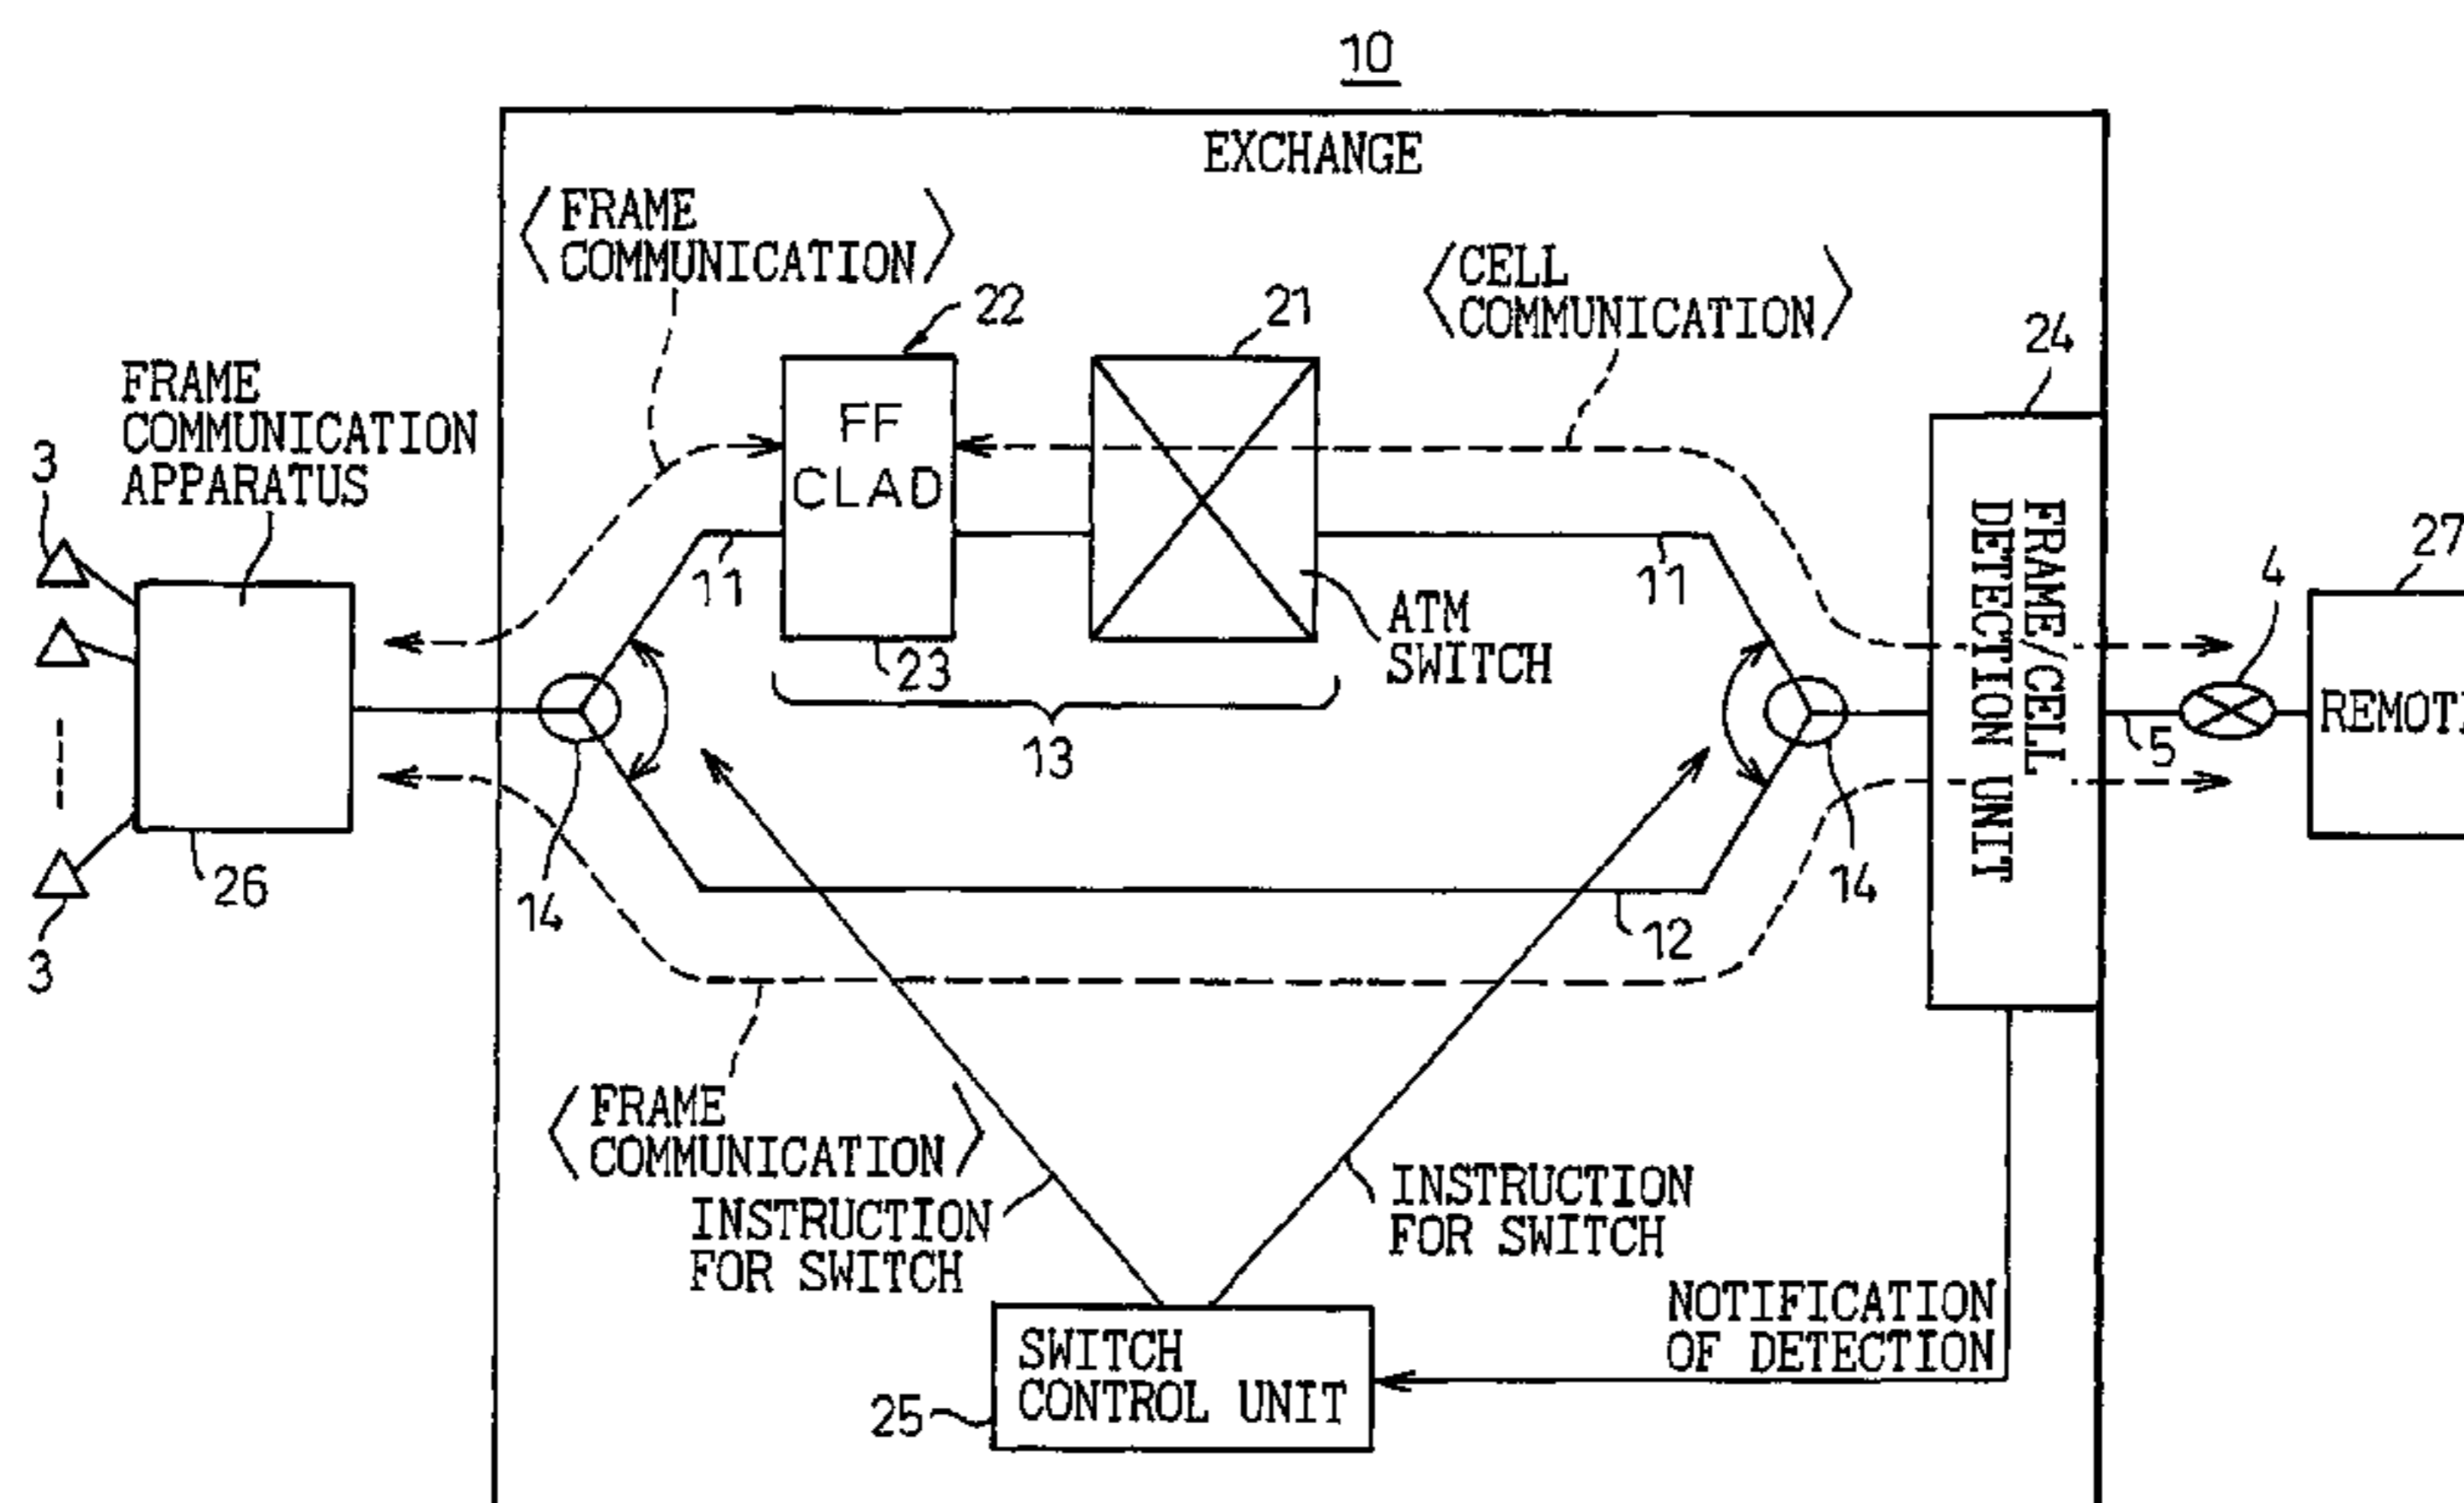 10
EXCHANGE
FRAME
COMMUNICATION
CELL
COMMUNICATION
22
21
24
FRAME
COMMUNICATION
APPARATUS
3
FF
CLAD
FRAME/CELL
DETECTION UNIT
27
4
11
11
ATM
SWITCH
23
13
REMOT
5
26
14
14
12
3
FRAME
COMMUNICATION
INSTRUCTION
FOR SWITCH
INSTRUCTION
FOR SWITCH
NOTIFICATION
OF DETECTION
SWITCH
CONTROL UNIT
25